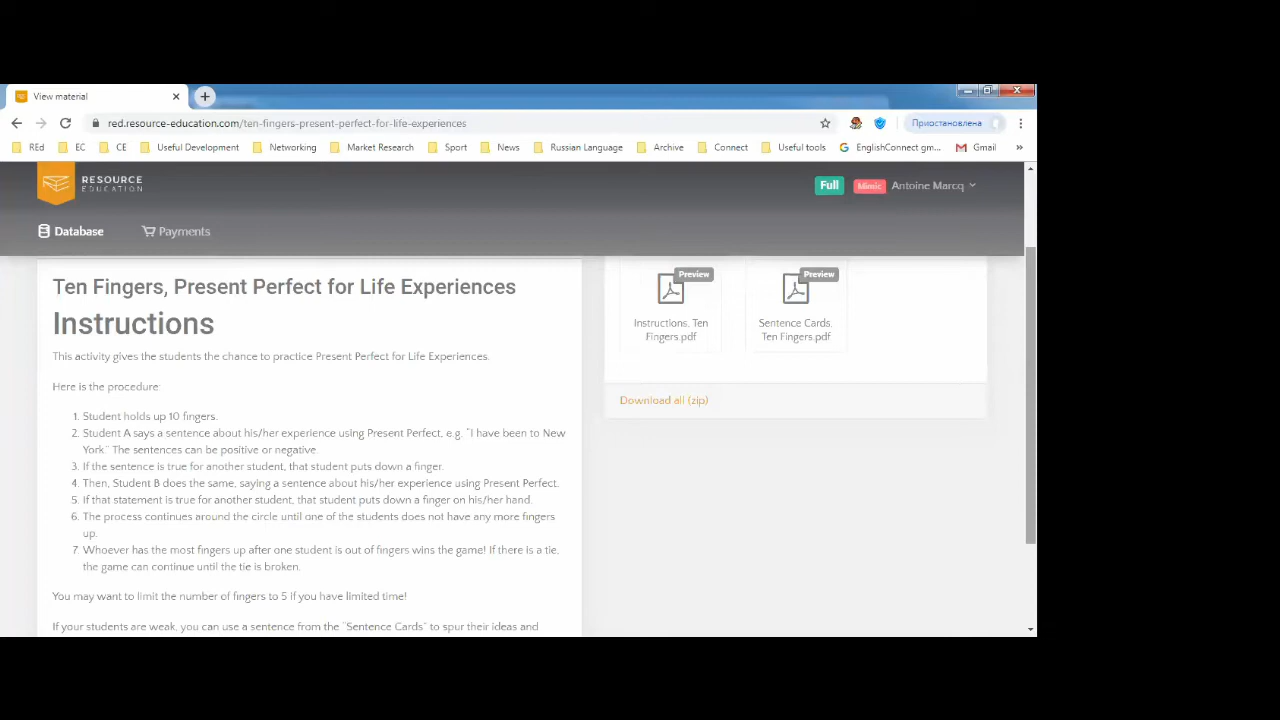 View material
red.resource-education.com/ten-fingers-present-perfect-for-life-experiences
Приостановлена
REd EC CE Useful Development Networking Market Research Sport News Russian Language Archive Connect Useful tools EnglishConnect gm... Gmail »
RESOURCE
EDUCATION
Full Mimic Antoine Marcq
Database Payments
Ten Fingers, Present Perfect for Life Experiences
Instructions
This activity gives the students the chance to practice Present Perfect for Life Experiences.
Here is the procedure:
1. Student holds up 10 fingers.
2. Student A says a sentence about his/her experience using Present Perfect, e.g. "I have been to New
York." The sentences can be positive or negative.
3. If the sentence is true for another student, that student puts down a finger.
4. Then, Student B does the same, saying a sentence about his/her experience using Present Perfect.
5. If that statement is true for another student, that student puts down a finger on his/her hand.
6. The process continues around the circle until one of the students does not have any more fingers
up.
7. Whoever has the most fingers up after one student is out of fingers wins the game! If there is a tie,
the game can continue until the tie is broken.
You may want to limit the number of fingers to 5 if you have limited time!
If your students are weak, you can use a sentence from the "Sentence Cards" to spur their ideas and
Preview
Instructions, Ten
Fingers.pdf
Preview
Sentence Cards,
Ten Fingers.pdf
Download all (zip)